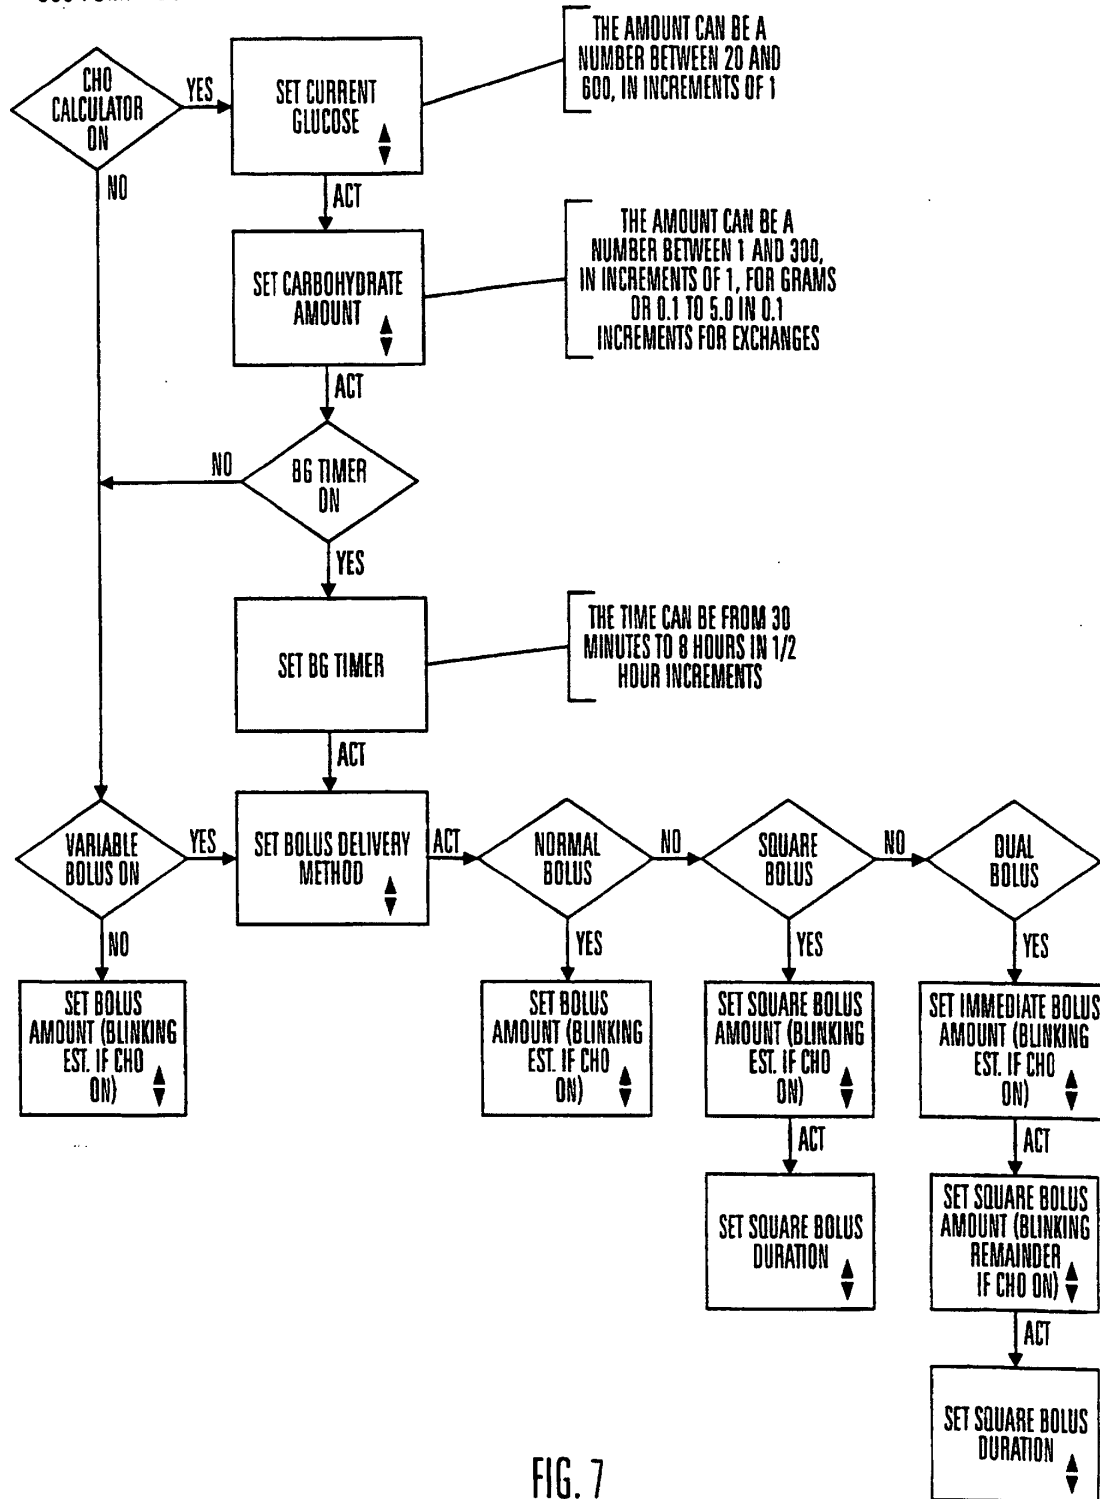 CHO
CALCULATOR
ON
YES
NO
SET CURRENT
GLUCOSE
THE AMOUNT CAN BE A
NUMBER BETWEEN 20 AND
600, IN INCREMENTS OF 1
ACT
SET CARBOHYDRATE
AMOUNT
THE AMOUNT CAN BE A
NUMBER BETWEEN 1 AND 300,
IN INCREMENTS OF 1, FOR GRAMS
OR 0.1 TO 5.0 IN 0.1
INCREMENTS FOR EXCHANGES
ACT
NO
BG TIMER
ON
YES
SET BG TIMER
THE TIME CAN BE FROM 30
MINUTES TO 8 HOURS IN 1/2
HOUR INCREMENTS
ACT
VARIABLE
BOLUS ON
YES
SET BOLUS DELIVERY
METHOD
ACT
NORMAL
BOLUS
NO
SQUARE
BOLUS
NO
DUAL
BOLUS
NO
YES
YES
YES
SET BOLUS
AMOUNT (BLINKING
EST. IF CHO
ON)
SET BOLUS
AMOUNT (BLINKING
EST. IF CHO
ON)
SET SQUARE BOLUS
AMOUNT (BLINKING
EST. IF CHO
ON)
SET IMMEDIATE BOLUS
AMOUNT (BLINKING
EST. IF CHO
ON)
ACT
ACT
SET SQUARE BOLUS
DURATION
SET SQUARE BOLUS
AMOUNT (BLINKING
REMAINDER
IF CHO ON)
ACT
SET SQUARE BOLUS
DURATION
FIG. 7